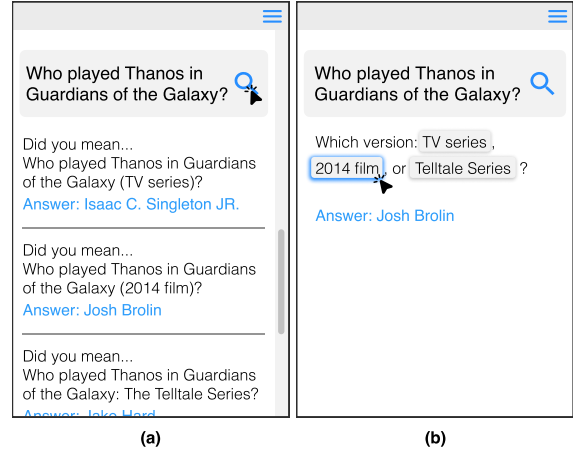 Who played Thanos in
Guardians of the Galaxy?
Did you mean...
Who played Thanos in Guardians
of the Galaxy (TV series)?
Answer: Isaac C. Singleton JR.
Did you mean...
Who played Thanos in Guardians
of the Galaxy (2014 film)?
Answer: Josh Brolin
Did you mean...
Who played Thanos in Guardians
of the Galaxy: The Telltale Series?
Answer: Jake Hard
(a)
Who played Thanos in
Guardians of the Galaxy?
Which version: TV series ,
2014 film , or Telltale Series ?
Answer: Josh Brolin
(b)